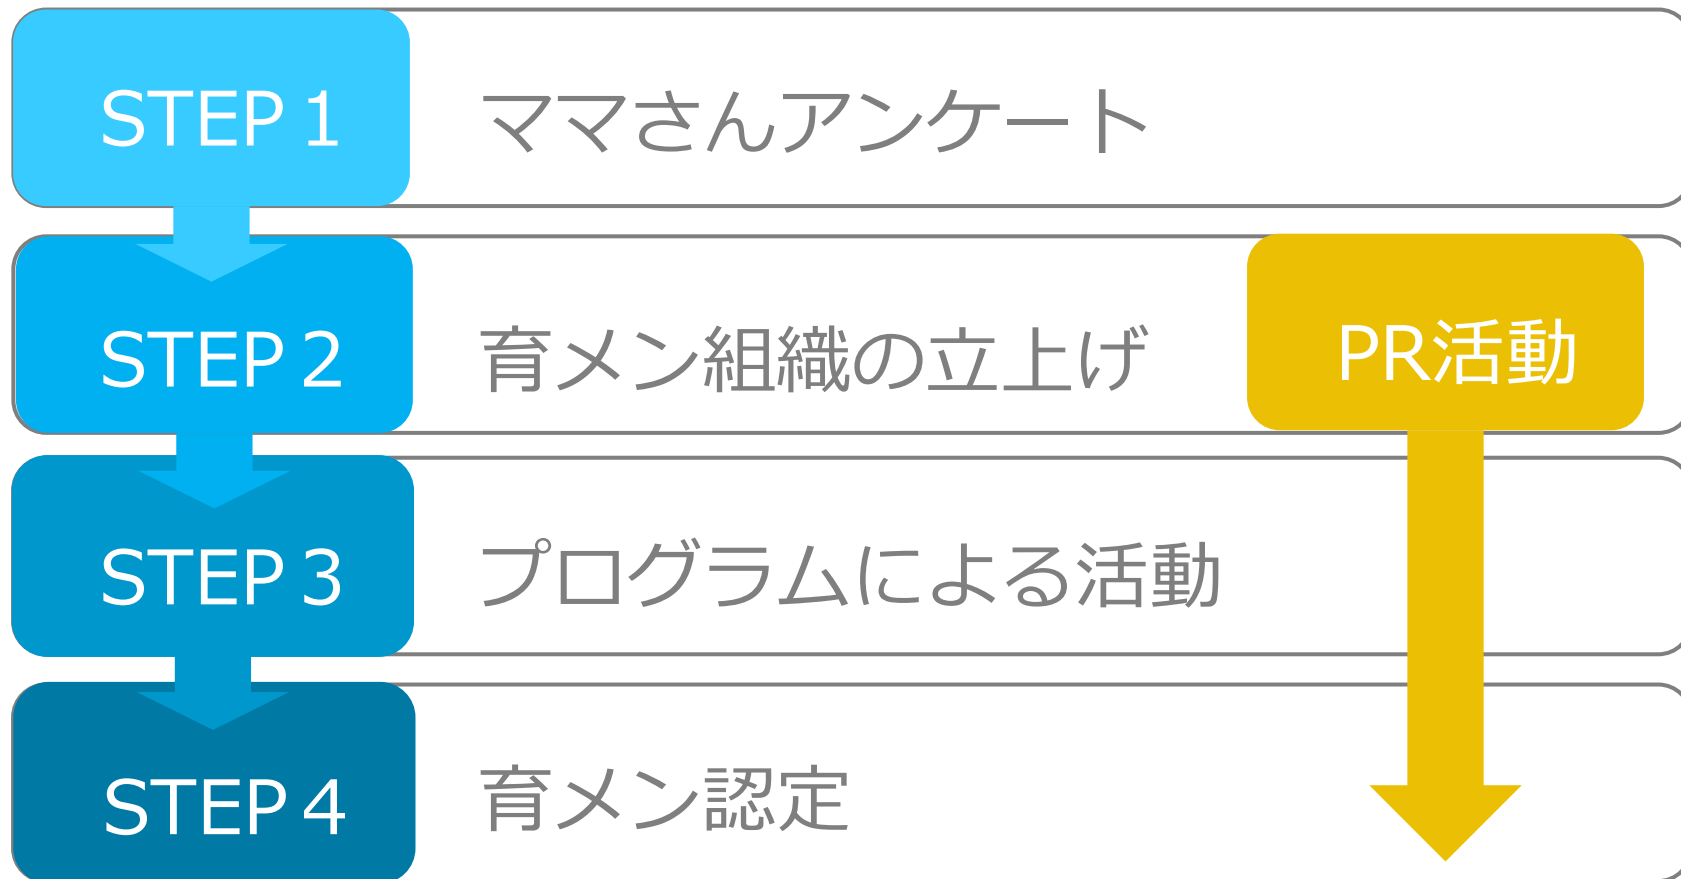 STEP 1
ママさんアンケート
STEP 2
育メン組織の立上げ
PR活動
STEP 3
プログラムによる活動
STEP 4
育メン認定